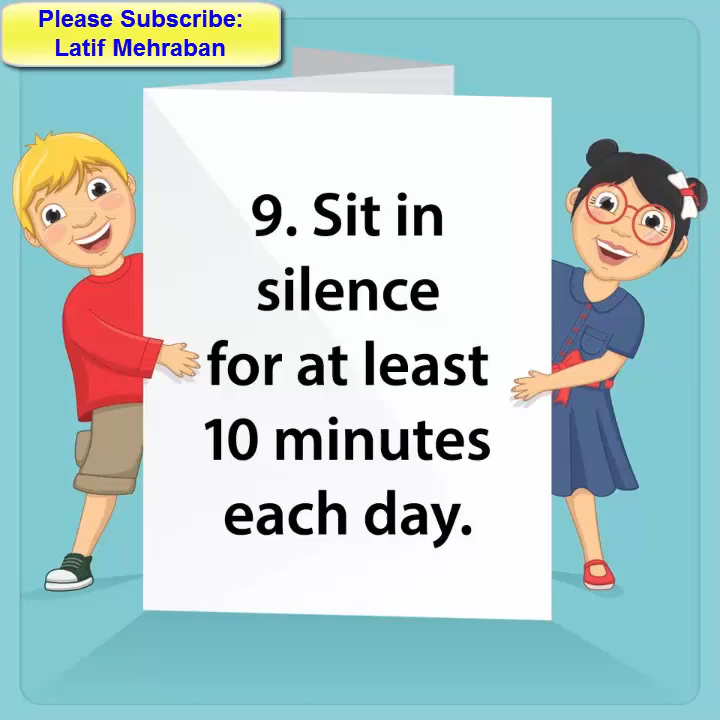 Please Subscribe:
Latif Mehraban
9. Sit in
silence
for at least
10 minutes
each day.